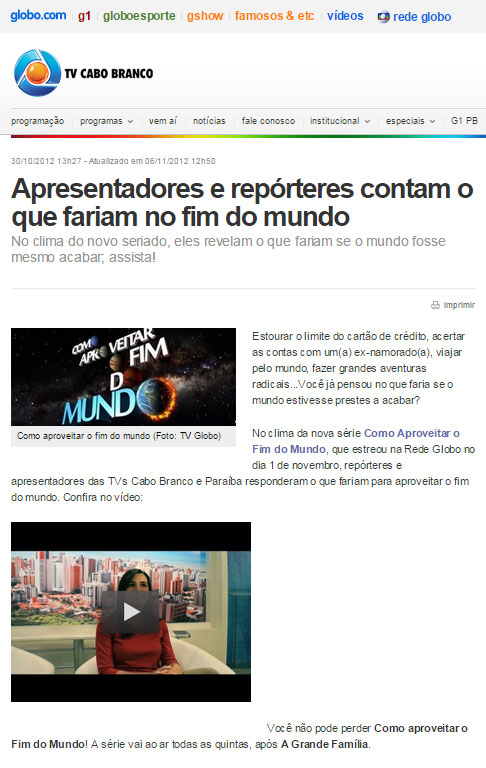 globo.com g1 globoesporte gshow famosos & etc vídeos rede globo
TV CABO BRANCO
programação programas vem aí notícias fale conosco institucional especiais G1 PB
30/10/2012 13h27 - Atualizado em 06/11/2012 12h50
Apresentadores e repórteres contam o
que fariam no fim do mundo
No clima do novo seriado, eles revelam o que fariam se o mundo fosse
mesmo acabar; assista!
Imprimir
COMO
APROVEITAR
FIM
D
MUNDO
Como aproveitar o fim do mundo (Foto: TV Globo)
Estourar o limite do cartão de crédito, acertar
as contas com um(a) ex-namorado(a), viajar
pelo mundo, fazer grandes aventuras
radicais...Você já pensou no que faria se o
mundo estivesse prestes a acabar?
No clima da nova série Como Aproveitar o
Fim do Mundo, que estreou na Rede Globo no
dia 1 de novembro, repórteres e
apresentadores das TVs Cabo Branco e Paraíba responderam o que fariam para aproveitar o fim
do mundo. Confira no vídeo:
Você não pode perder Como aproveitar o
Fim do Mundo! A série vai ao ar todas as quintas, após A Grande Família.